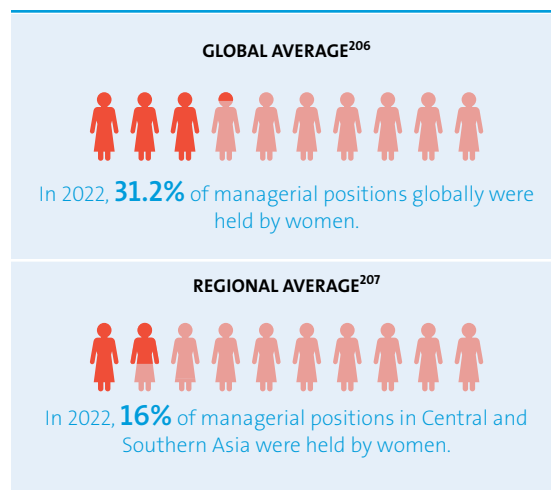 GLOBAL AVERAGE206
In 2022, 31.2% of managerial positions globally were
held by women.
REGIONAL AVERAGE207
In 2022, 16% of managerial positions in Central and
Southern Asia were held by women.